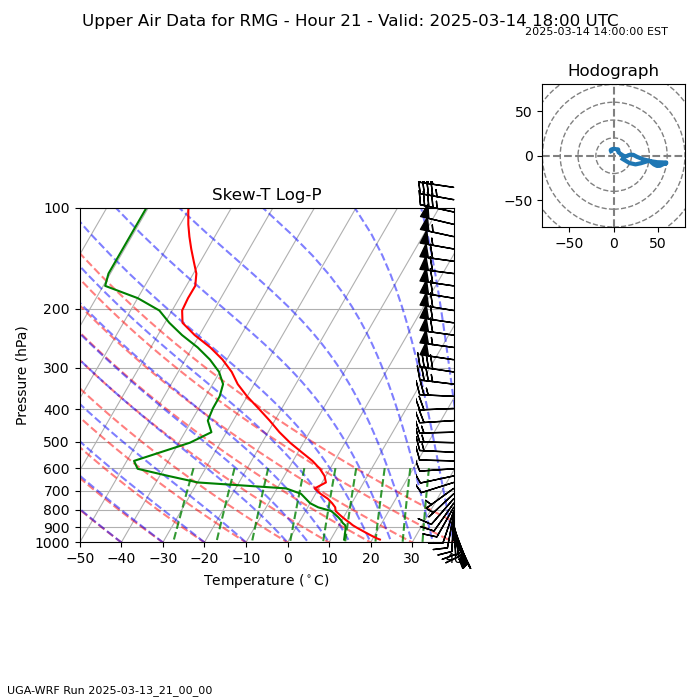 Upper Air Data for RMG - Hour 21 - Valid: 2025-03-14 18:00 UTC
2025-03-14 14:00:00 EST
Hodograph
50
0
−50
−50 0 50
Skew-T Log-P
100
200
300
400
500
600
700
800
900
1000
Pressure (hPa)
−50 −40 −30 −20 −10 0 10 20 30
Temperature (°C)
UGA-WRF Run 2025-03-13_21_00_00